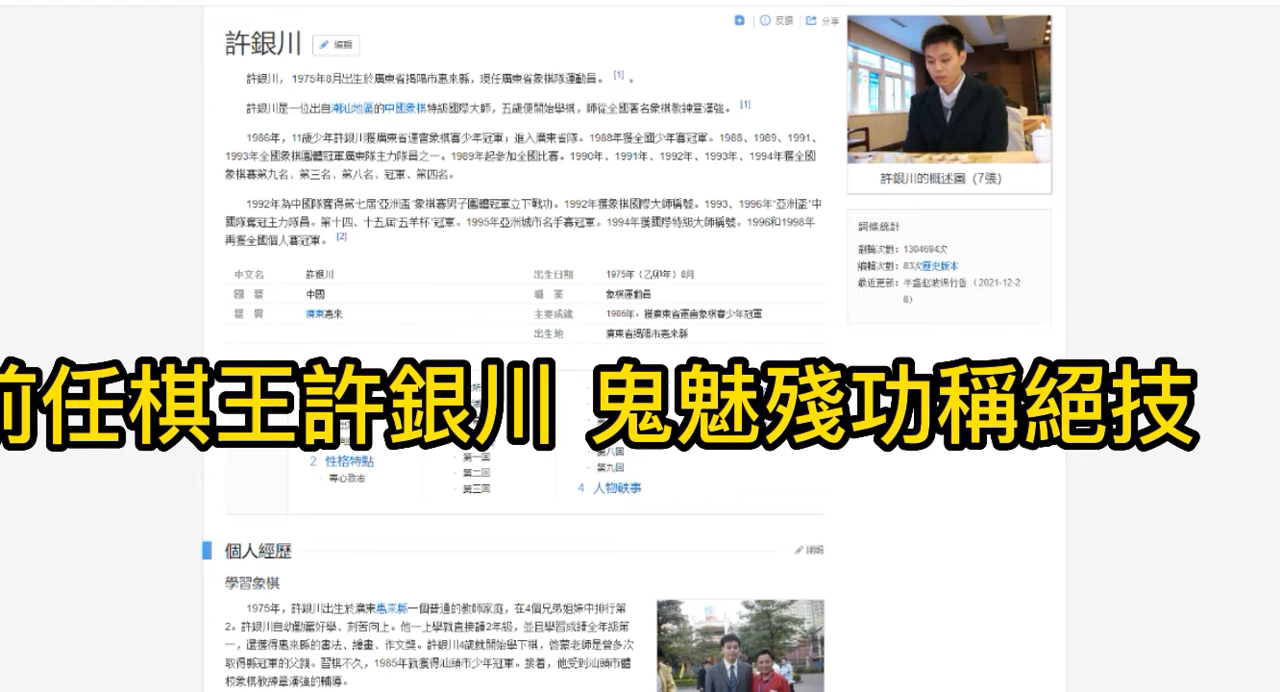 反饋
分享
許銀川
編輯
許銀川, 1975年8月出生於廣東省揭陽市惠來縣,現任廣東省象棋隊運動員。 [1] 。
許銀川是一位出自潮汕地區的中國象棋特級國際大師,五歲便開始學棋,師從全國著名象棋教練章漢強。 [1]
1986年,11歲少年許銀川獲廣東省運會象棋賽少年冠軍;進入廣東省隊。1988年獲全國少年賽冠軍。1988、1989、1991、
1993年全國象棋團體冠軍廣東隊主力隊員之一。1989年起參加全國比賽。1990年、1991年、1992年、1993年、1994年獲全國
象棋賽第九名、第三名、第八名、冠軍、第四名。
1992年為中國隊奪得第七屆“亞洲盃”象棋賽男子團體冠軍立下戰功。1992年獲象棋國際大師稱號。1993、1996年“亞洲盃”中
國隊奪冠主力隊員。第十四、十五屆“五羊杯”冠軍。1995年亞洲城市名手賽冠軍。1994年獲國際特級大師稱號。1996和1998年
再獲全國個人賽冠軍。 [2]
中文名 許銀川
國 籍 中國
籍 貫 廣東惠來
出生日期 1975年(乙卯年)8月
職 業 象棋運動員
主要成就 1986年,獲廣東省運會象棋賽少年冠軍
出生地 廣東省揭陽市惠來縣
許銀川的概述圖(7張)
詞條統計
瀏覽次數:1304694次
編輯次數:83次歷史版本
最近更新:半盞赵波绵竹香 (2021-12-2
8)
前任棋王許銀川 鬼魅殘功稱絕技
2 性格特點
· 專心致志
· 第一回
· 第二回
· 第三回
· 第八回
· 第九回
4 人物軼事
個人經歷
編輯
學習象棋
1975年,許銀川出生於廣東惠來縣一個普通的教師家庭,在4個兄弟姐妹中排行第
2。許銀川自幼勤奮好學、刻苦向上。他一上學就直接讀2年級,並且學習成績全年級第
一,還獲得惠來縣的書法、繪畫、作文獎。許銀川4歲就開始學下棋,啓蒙老師是曾多次
取得縣冠軍的父親。習棋不久,1985年就獲得汕頭市少年冠軍。接着,他受到汕頭市體
校象棋教練章漢強的輔導。